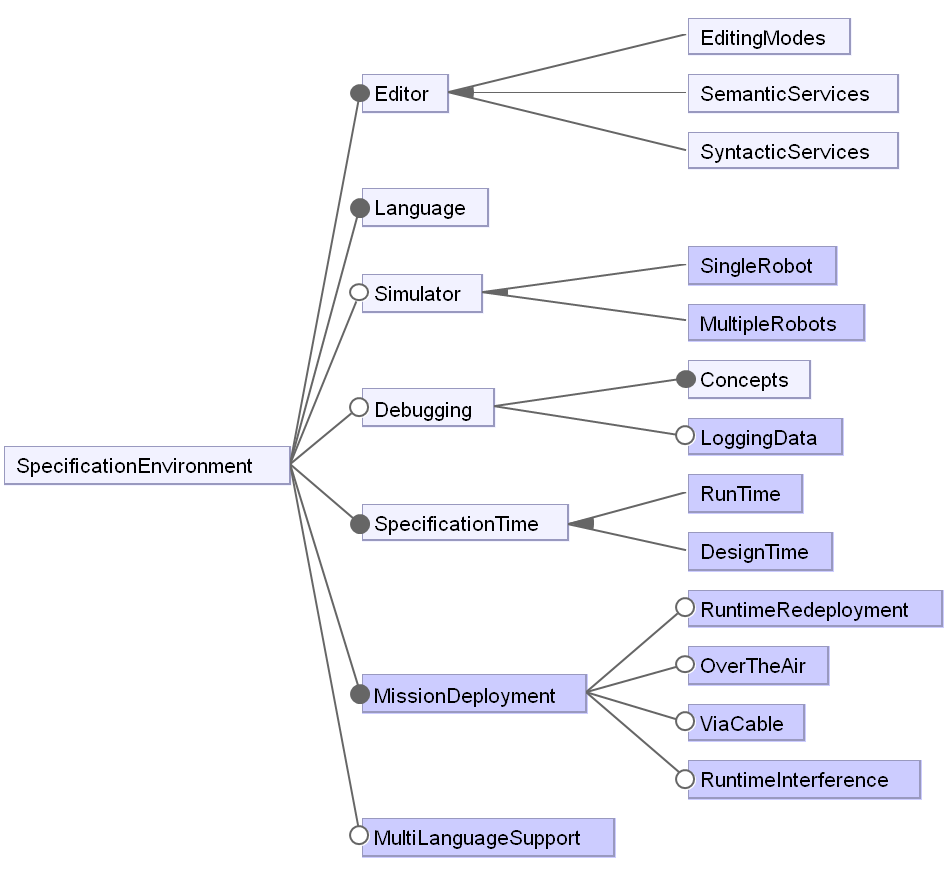 EditingModes
Editor
SemanticServices
SyntacticServices
Language
SingleRobot
Simulator
MultipleRobots
Concepts
Debugging
LoggingData
SpecificationEnvironment
RunTime
SpecificationTime
DesignTime
RuntimeRedeployment
OverTheAir
MissionDeployment
ViaCable
RuntimeInterference
MultiLanguageSupport